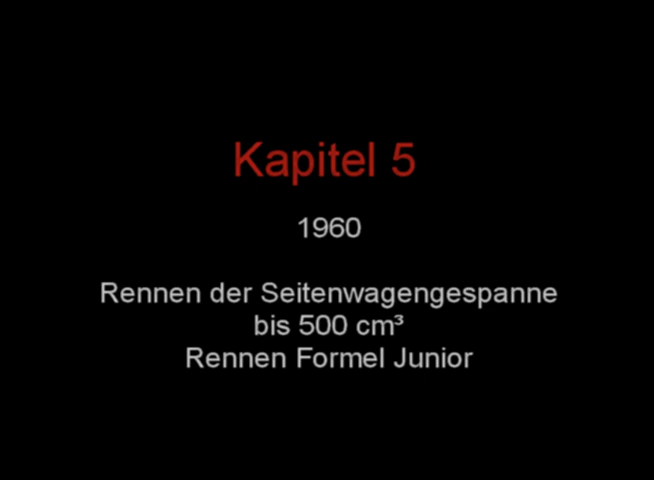 Kapitel 5
1960
Rennen der Seitenwagengespanne
bis 500 cm³
Rennen Formel Junior